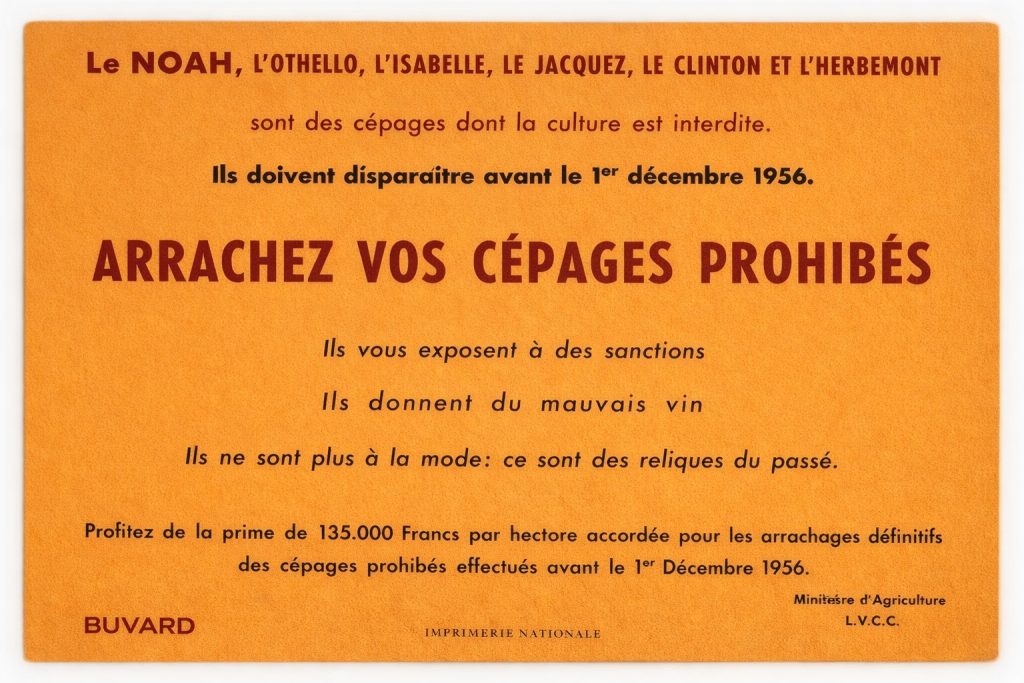 Le NOAH, L'OTHELLO, L'ISABELLE, LE JACQUEZ, LE CLINTON ET L'HERBEMONT
sont des cépages dont la culture est interdite.
Ils doivent disparaître avant le 1er décembre 1956.
ARRACHEZ VOS CÉPAGES PROHIBÉS
Ils vous exposent à des sanctions
Ils donnent du mauvais vin
Ils ne sont plus à la mode: ce sont des reliques du passé.
Profitez de la prime de 135.000 Francs par hectore accordée pour les arrachages définitifs
des cépages prohibés effectués avant le 1er Décembre 1956.
d'Agriculture
L.V.C.C.
BUVARD
IMPRIMERIE NATIONALE